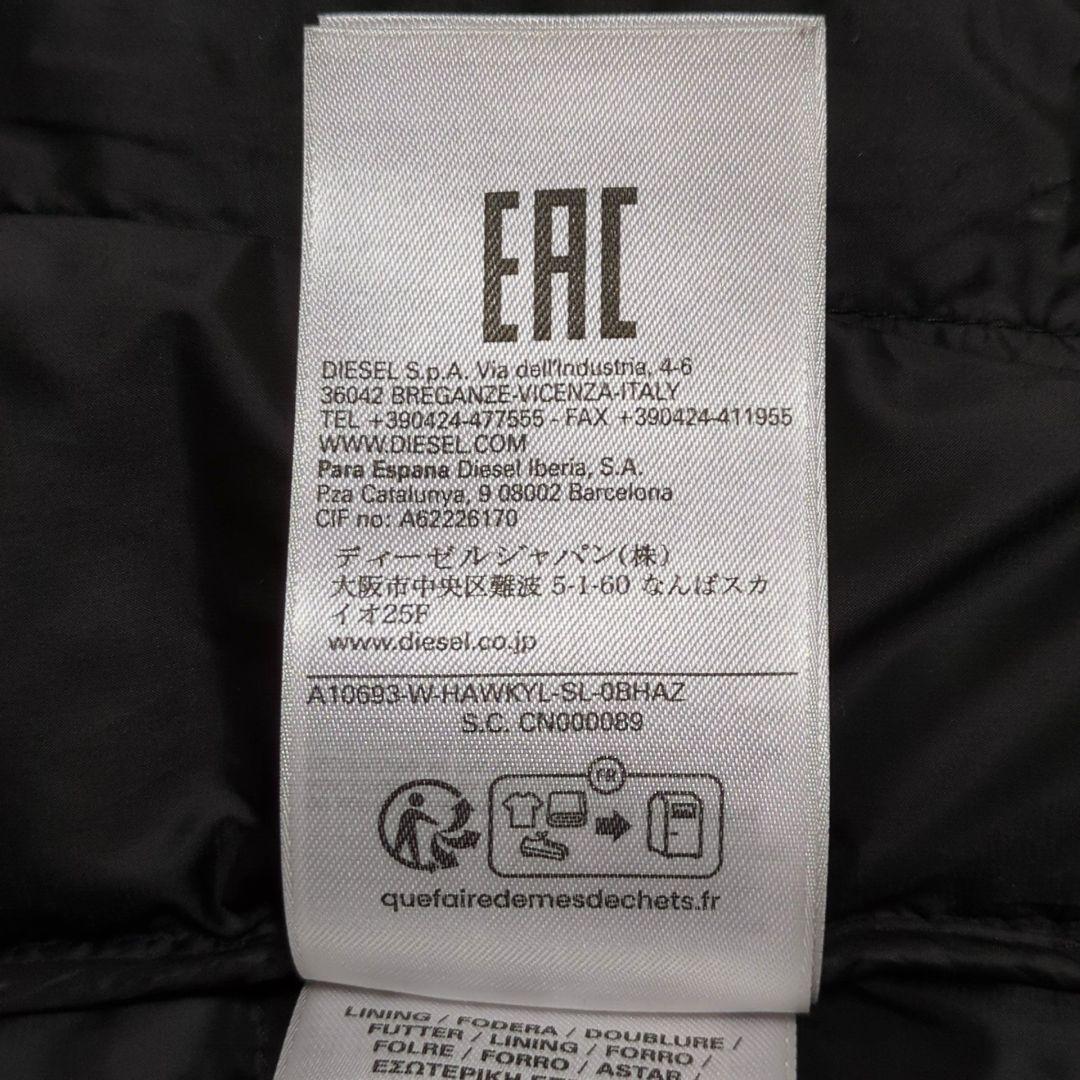 EAC
DIESEL S.p.A. Via dell'Industria, 4-6
36042 BREGANZE-VICENZA-ITALY
TEL +390424-477555 - FAX +390424-411955
WWW.DIESEL.COM
Para Espana Diesel Iberia, S.A.
P.za Catalunya, 9 08002 Barcelona
CIF no: A62226170
ディーゼルジャパン(株)
大阪市中央区難波 5-1-60 なんばスカ
イオ25F
www.diesel.co.jp
A10693-W-HAWKYL-SL-0BHAZ
S.C. CN000089
FR
quefairedemesdechets.fr
LINING / FODERA / DOUBLURE /
FUTTER / LINING / FORRO /
FOLRE / FORRO / ASTAR /
ΕΣΩΤΕΡΙΚΗ